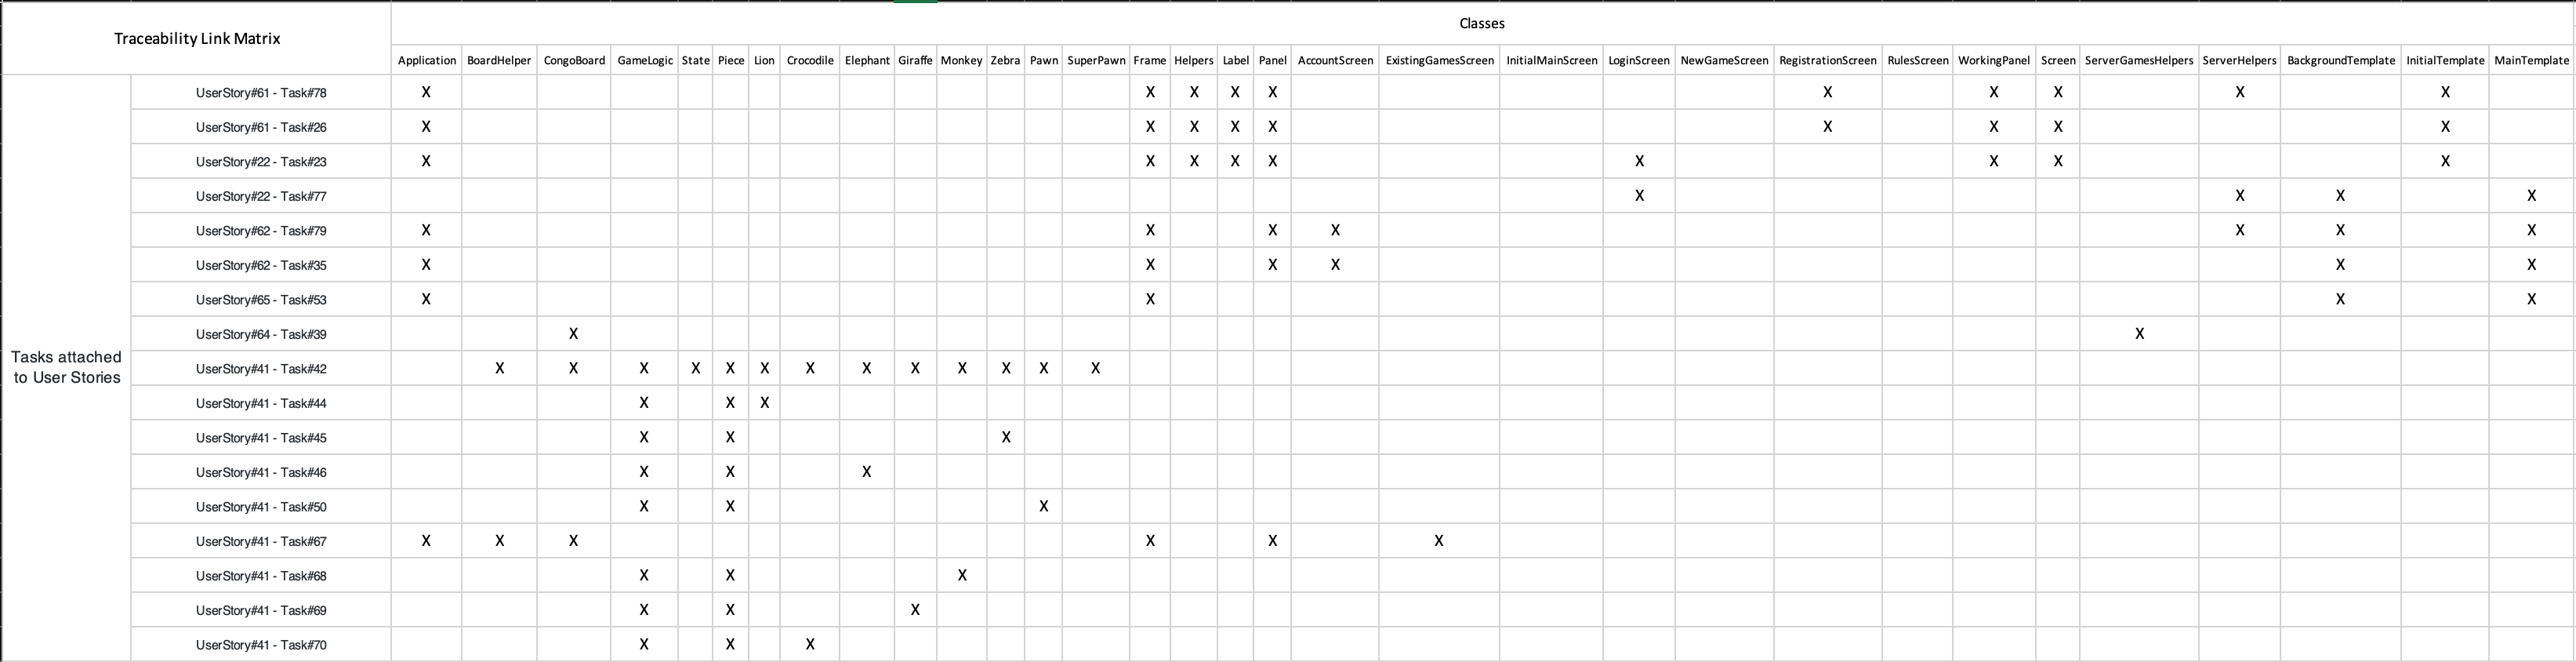 Traceability Link Matrix
Classes
Application BoardHelper CongoBoard GameLogic State Piece Lion Crocodile Elephant Giraffe Monkey Zebra Pawn SuperPawn Frame Helpers Label Panel AccountScreen ExistingGamesScreen InitialMainScreen LoginScreen NewGameScreen RegistrationScreen RulesScreen WorkingPanel Screen ServerGamesHelpers ServerHelpers BackgroundTemplate InitialTemplate MainTemplate
Tasks attached
to User Stories
UserStory#61 - Task#78 X X X X X X X X X X
UserStory#61 - Task#26 X X X X X X X X X
UserStory#22 - Task#23 X X X X X X X X X
UserStory#22 - Task#77 X X X X
UserStory#62 - Task#79 X X X X X X X
UserStory#62 - Task#35 X X X X X X
UserStory#65 - Task#53 X X X X
UserStory#64 - Task#39 X X
UserStory#41 - Task#42 X X X X X X X X X X X X X
UserStory#41 - Task#44 X X X
UserStory#41 - Task#45 X X X
UserStory#41 - Task#46 X X X
UserStory#41 - Task#50 X X X
UserStory#41 - Task#67 X X X X X X
UserStory#41 - Task#68 X X X
UserStory#41 - Task#69 X X X
UserStory#41 - Task#70 X X X